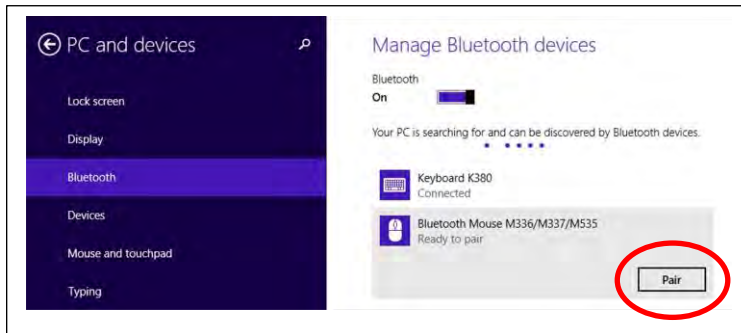 PC and devices
Lock screen
Display
Bluetooth
Devices
Mouse and touchpad
Typing
Manage Bluetooth devices
Bluetooth
On
Your PC is searching for and can be discovered by Bluetooth devices.
Keyboard K380
Connected
Bluetooth Mouse M336/M337/M535
Ready to pair
Pair